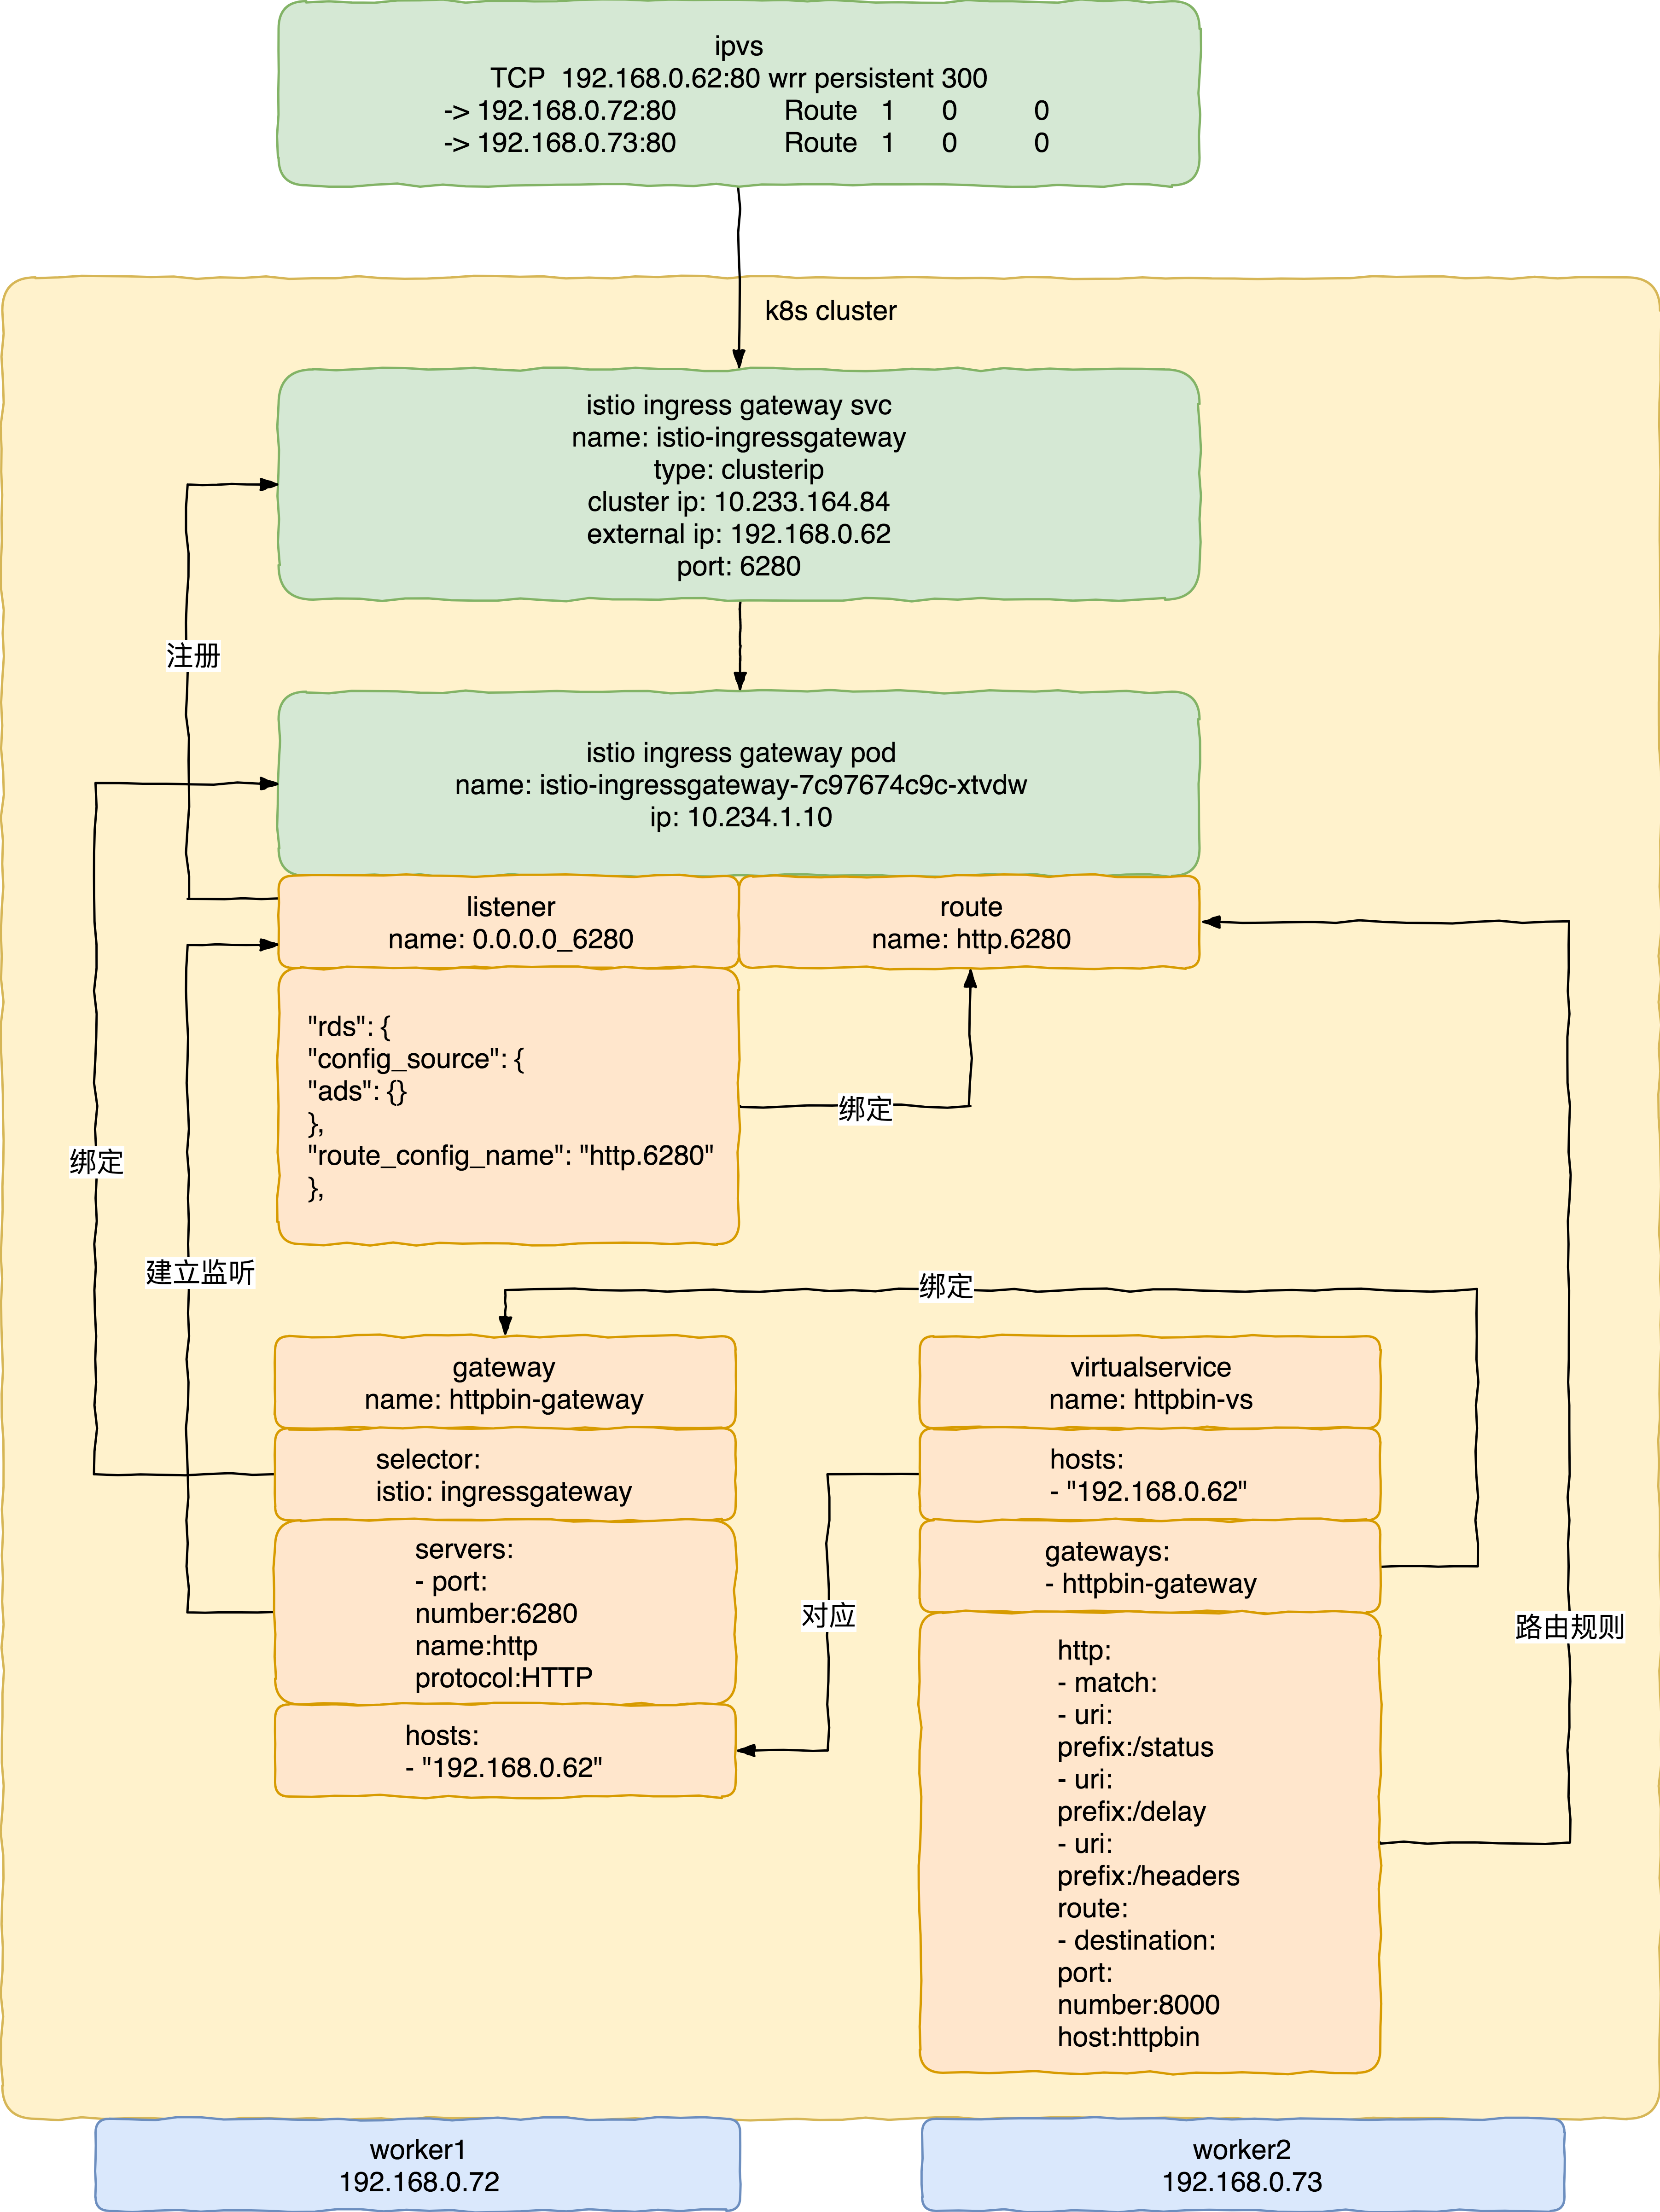 ipvs
TCP  192.168.0.62:80 wrr persistent 300
-> 192.168.0.72:80 Route 1 0 0
-> 192.168.0.73:80 Route 1 0 0
k8s cluster
istio ingress gateway svc
name: istio-ingressgateway
type: clusterip
cluster ip: 10.233.164.84
external ip: 192.168.0.62
port: 6280
注册
istio ingress gateway pod
name: istio-ingressgateway-7c97674c9c-xtvdw
ip: 10.234.1.10
listener
name: 0.0.0.0_6280
route
name: http.6280
"rds": {
"config_source": {
"ads": {}
},
"route_config_name": "http.6280"
},
绑定
绑定
建立监听
绑定
gateway
name: httpbin-gateway
selector:
istio: ingressgateway
servers:
- port:
number:6280
name:http
protocol:HTTP
hosts:
- "192.168.0.62"
对应
virtualservice
name: httpbin-vs
hosts:
- "192.168.0.62"
gateways:
- httpbin-gateway
http:
- match:
- uri:
prefix:/status
- uri:
prefix:/delay
- uri:
prefix:/headers
route:
- destination:
port:
number:8000
host:httpbin
路由规则
worker1
192.168.0.72
worker2
192.168.0.73